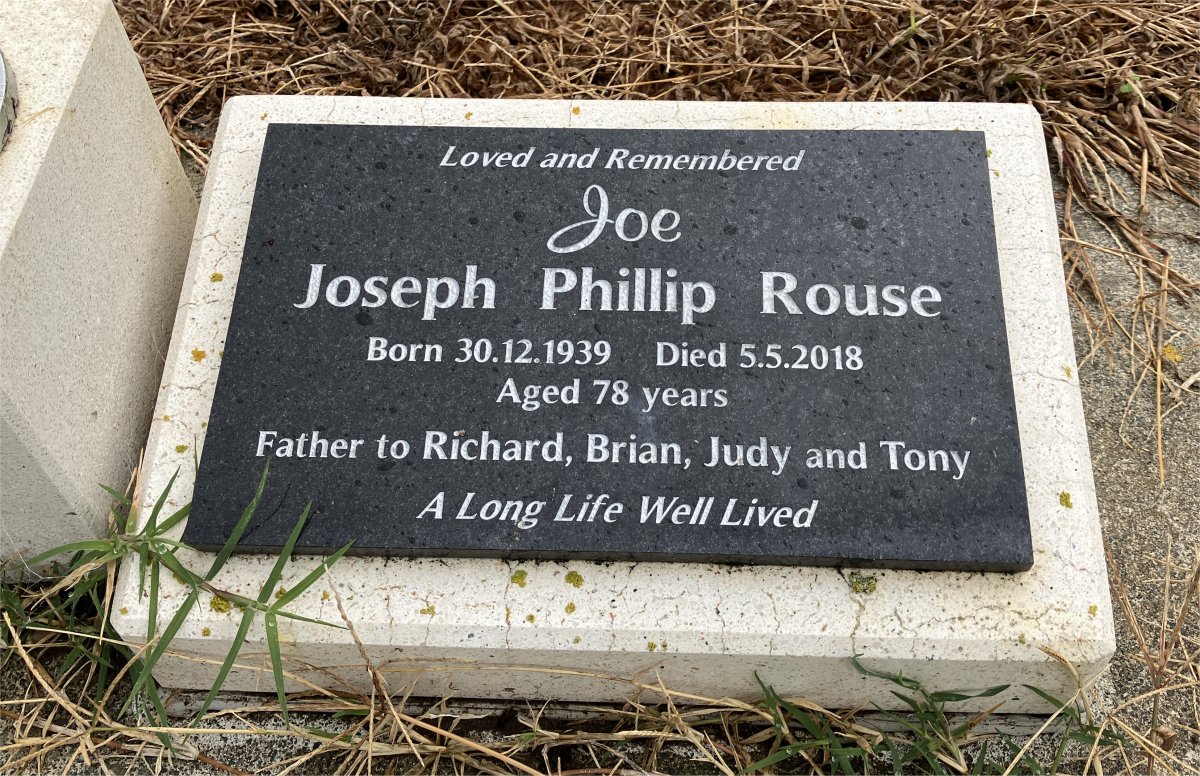 Loved and Remembered
Joe
Joseph Phillip Rouse
Born 30.12.1939 Died 5.5.2018
Aged 78 years
Father to Richard, Brian, Judy and Tony
A Long Life Well Lived